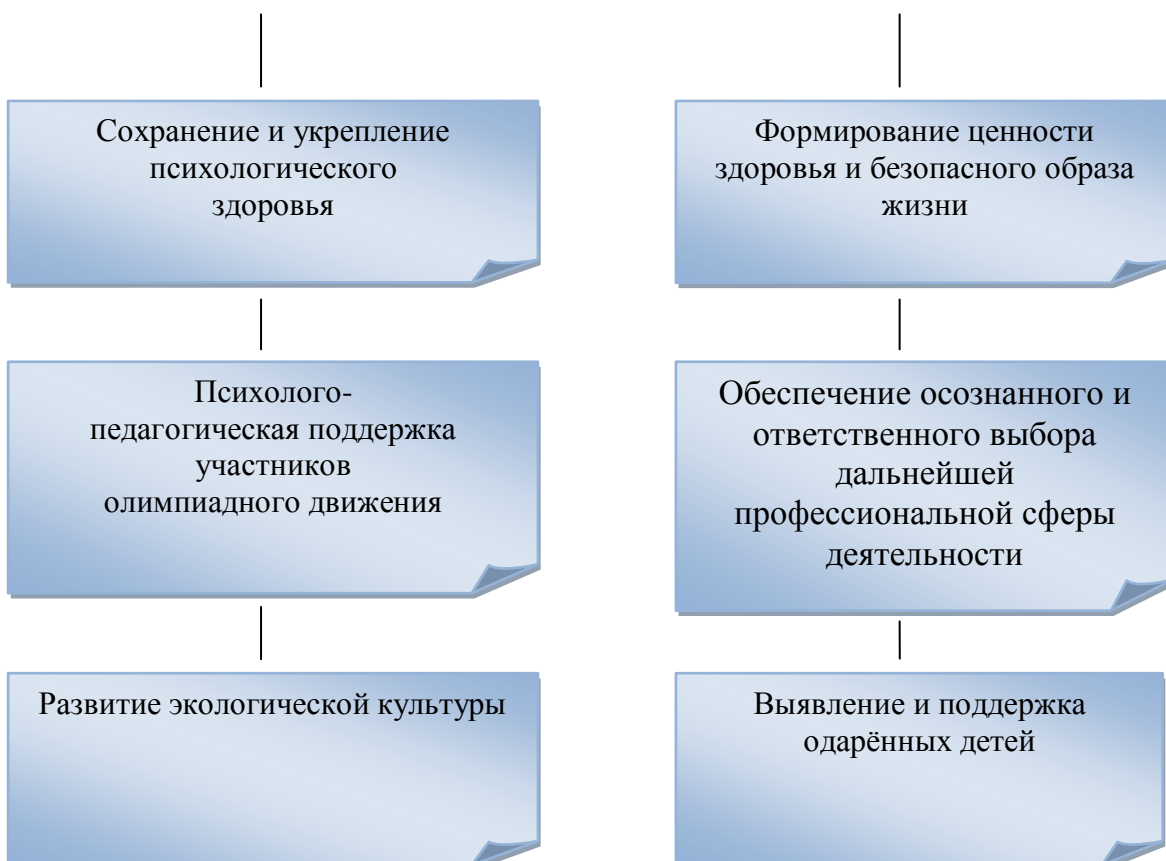 Сохранение и укрепление
психологического
здоровья
Формирование ценности
здоровья и безопасного образа
жизни
Психолого-
педагогическая поддержка
участников
олимпиадного движения
Обеспечение осознанного и
ответственного выбора
дальнейшей
профессиональной сферы
деятельности
Развитие экологической культуры
Выявление и поддержка
одарённых детей